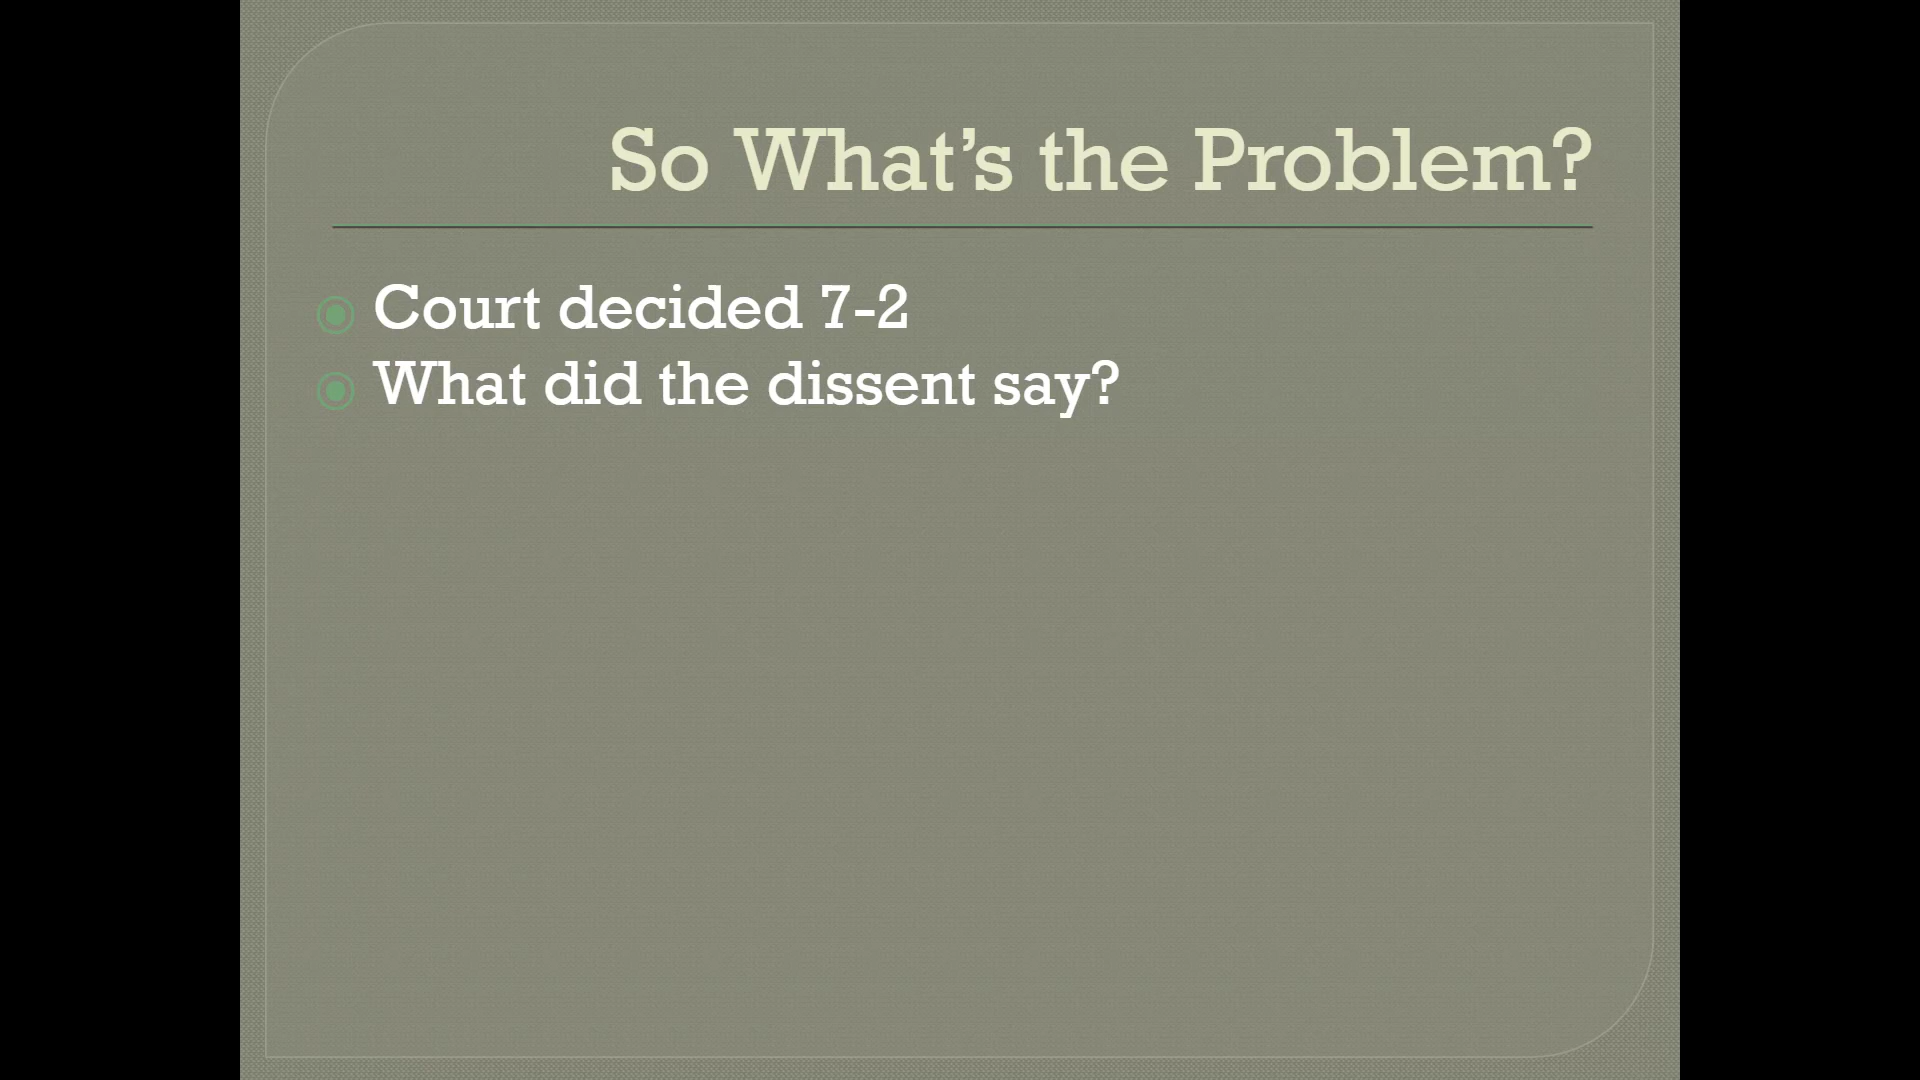 So What’s the Problem?
Court decided 7-2
What did the dissent say?